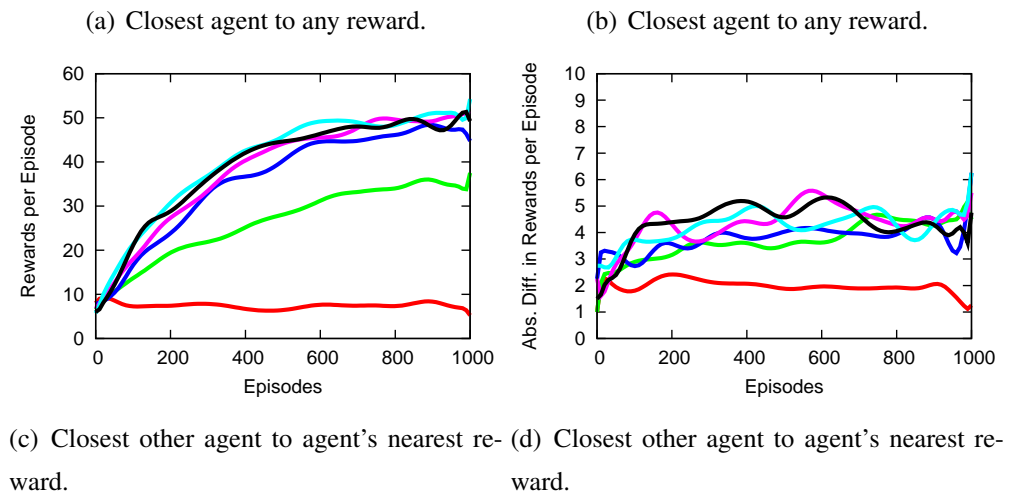 (a) Closest agent to any reward.
(b) Closest agent to any reward.
60
50
40
30
20
10
0
Rewards per Episode
0 200 400 600 800 1000
Episodes
10
9
8
7
6
5
4
3
2
1
0
Abs. Diff. in Rewards per Episode
0 200 400 600 800 1000
Episodes
(c) Closest other agent to agent's nearest re-
ward.
(d) Closest other agent to agent's nearest re-
ward.